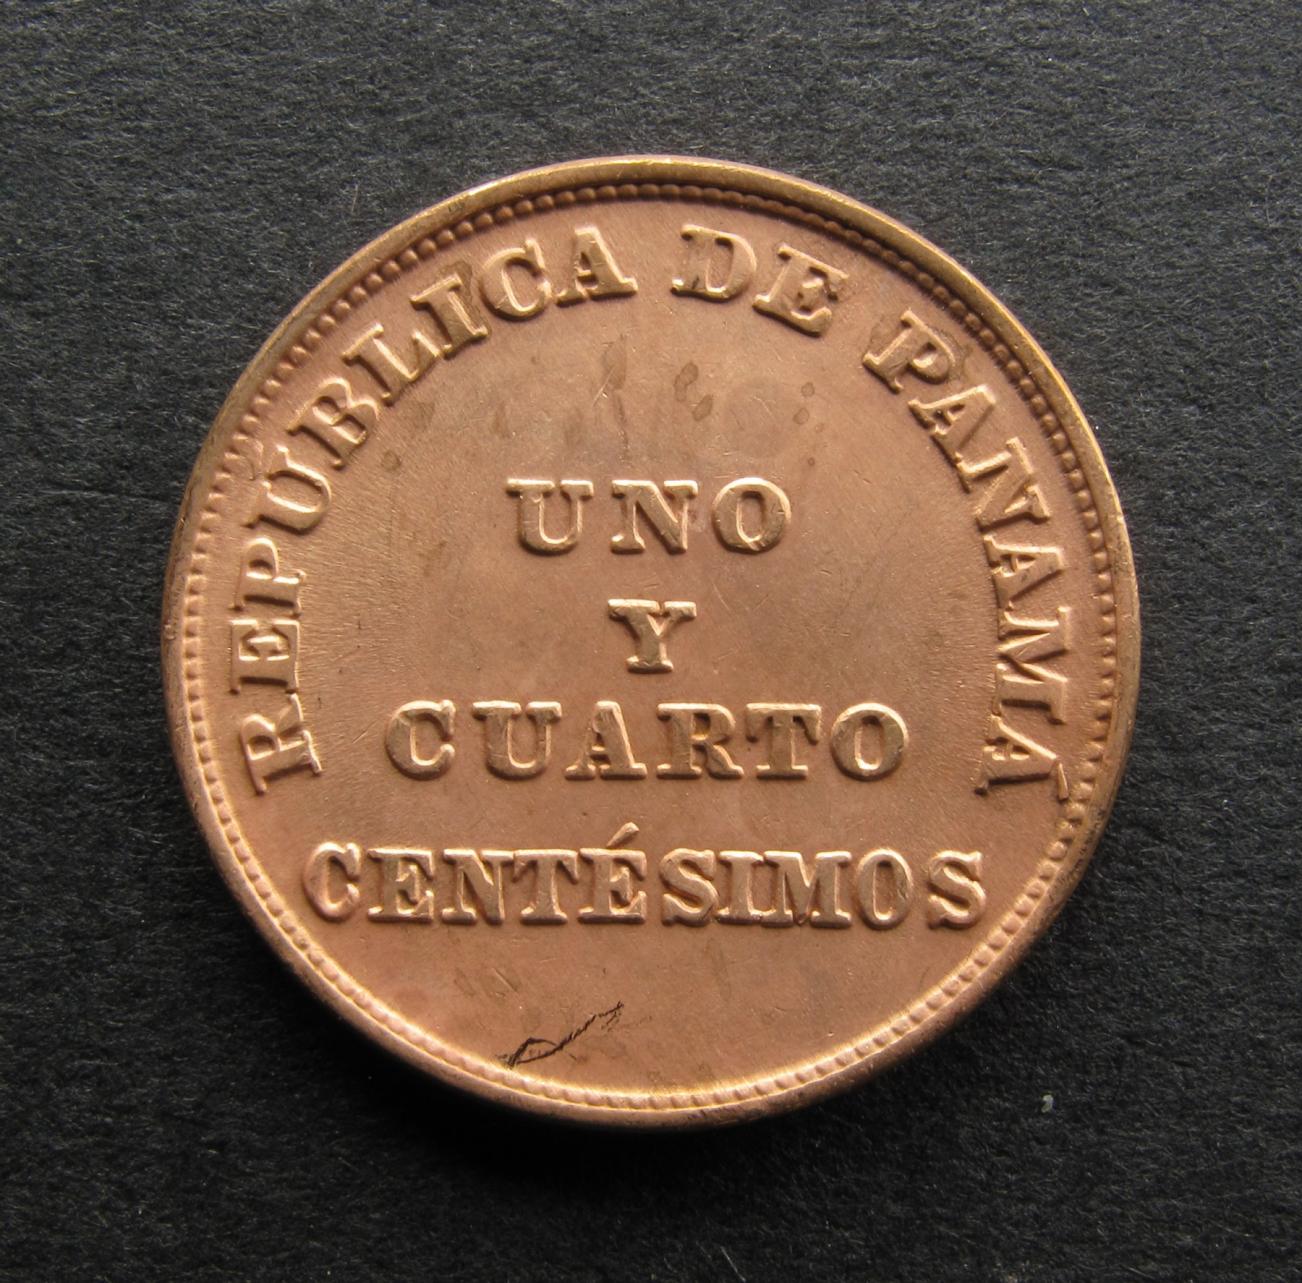 REPÚBLICA DE PANAMÁ
UNO
Y
CUARTO
CENTÉSIMOS